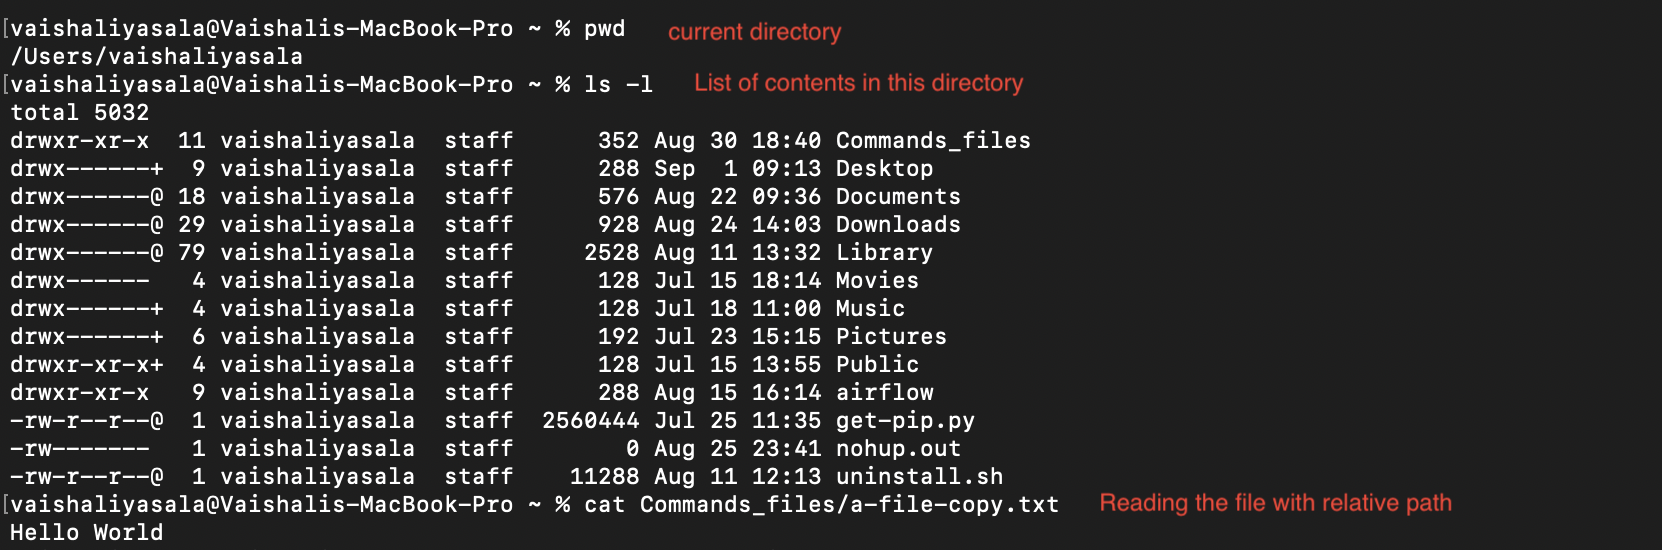 [vaishaliyasala@Vaishalis-MacBook-Pro ~ % pwd current directory
/Users/vaishaliyasala
[vaishaliyasala@Vaishalis-MacBook-Pro ~ % ls -l List of contents in this directory
total 5032
drwxr-xr-x  11 vaishaliyasala  staff      352 Aug 30 18:40 Commands_files
drwx------+  9 vaishaliyasala  staff      288 Sep  1 09:13 Desktop
drwx------@ 18 vaishaliyasala  staff      576 Aug 22 09:36 Documents
drwx------@ 29 vaishaliyasala  staff      928 Aug 24 14:03 Downloads
drwx------@ 79 vaishaliyasala  staff     2528 Aug 11 13:32 Library
drwx------   4 vaishaliyasala  staff      128 Jul 15 18:14 Movies
drwx------+  4 vaishaliyasala  staff      128 Jul 18 11:00 Music
drwx------+  6 vaishaliyasala  staff      192 Jul 23 15:15 Pictures
drwxr-xr-x+  4 vaishaliyasala  staff      128 Jul 15 13:55 Public
drwxr-xr-x   9 vaishaliyasala  staff      288 Aug 15 16:14 airflow
-rw-r--r--@  1 vaishaliyasala  staff  2560444 Jul 25 11:35 get-pip.py
-rw-------   1 vaishaliyasala  staff        0 Aug 25 23:41 nohup.out
-rw-r--r--@  1 vaishaliyasala  staff    11288 Aug 11 12:13 uninstall.sh
[vaishaliyasala@Vaishalis-MacBook-Pro ~ % cat Commands_files/a-file-copy.txt Reading the file with relative path
Hello World